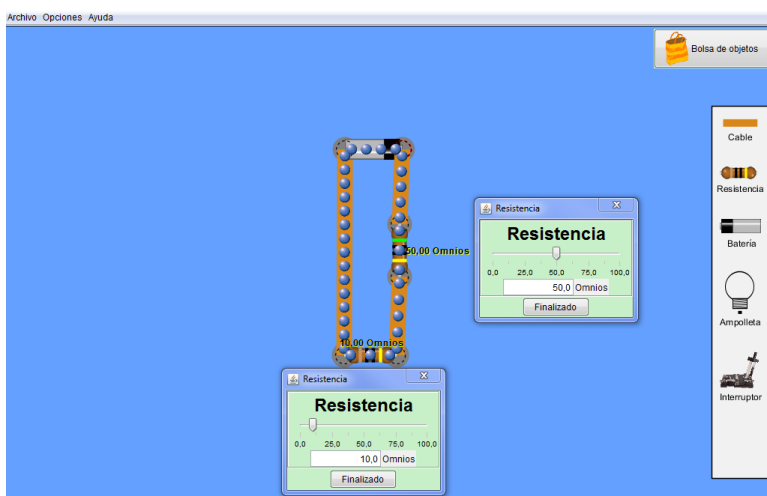 Archivo Opciones Ayuda
Bolsa de objetos
Cable
Resistencia
Batería
Ampolleta
Interruptor
50,00 Omnios
10,00 Omnios
Resistencia
Resistencia
0,0 25,0 50,0 75,0 100,0
50,0 Omnios
Finalizado
Resistencia
Resistencia
0,0 25,0 50,0 75,0 100,0
10,0 Omnios
Finalizado